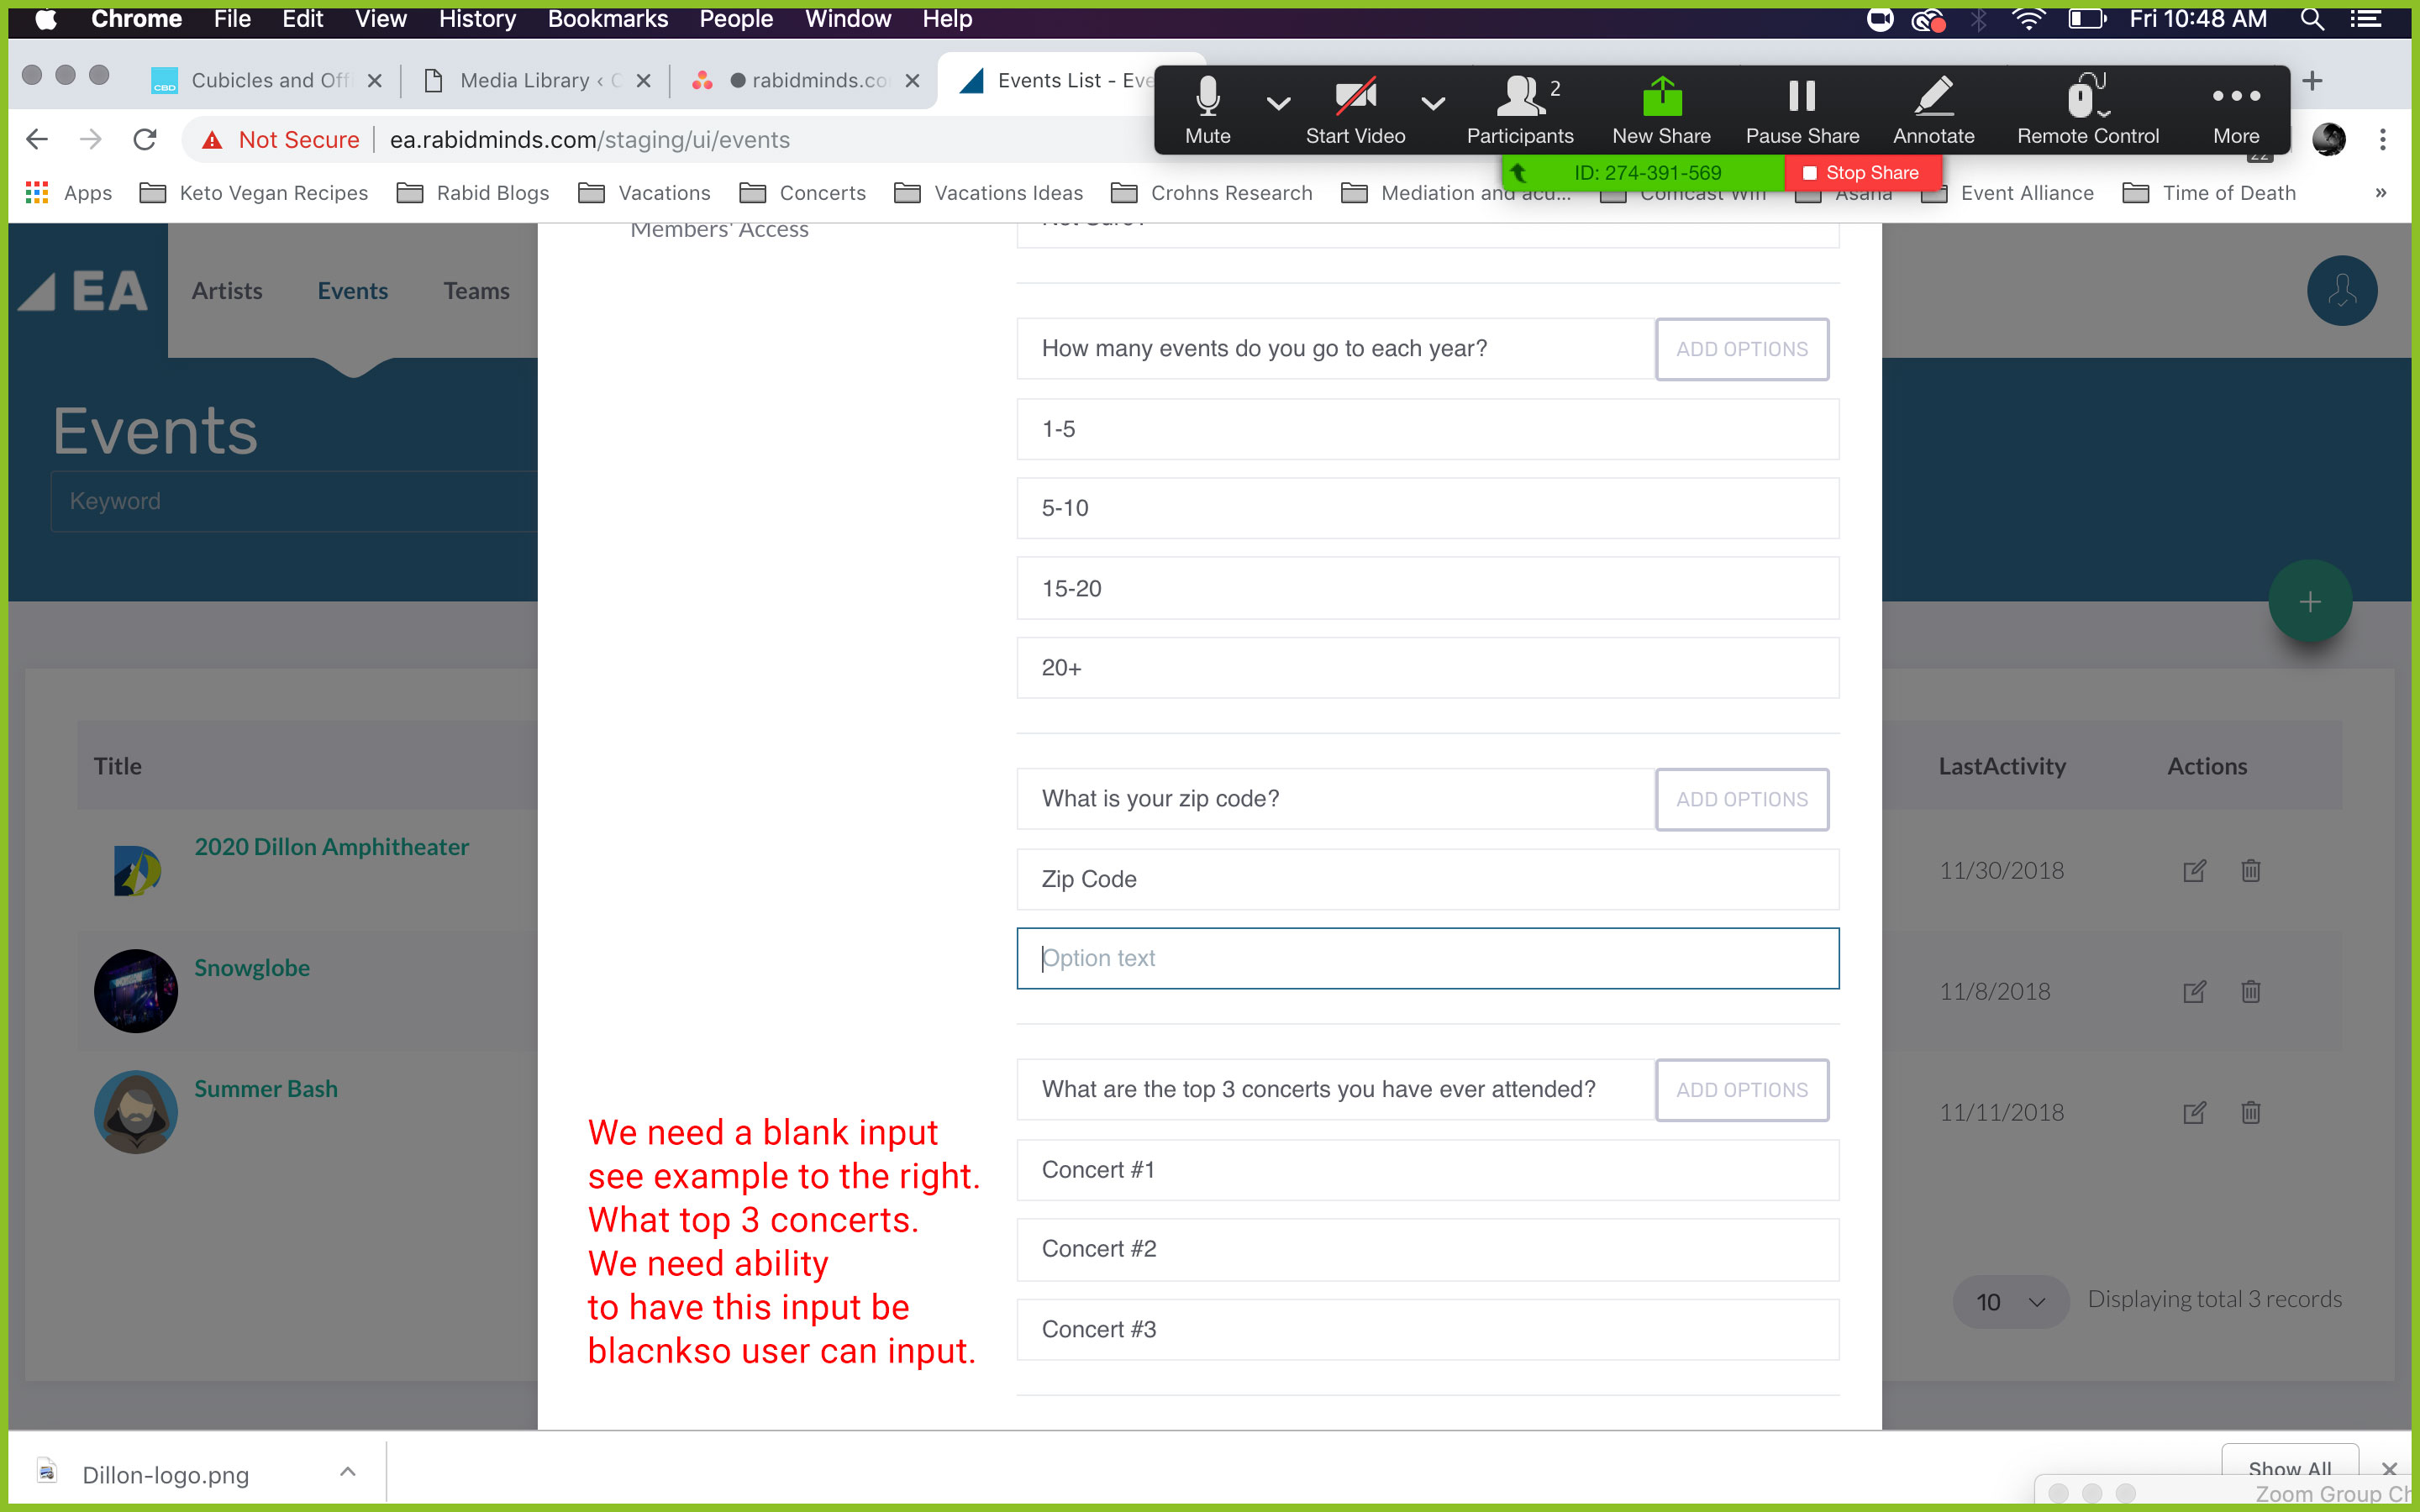 Chrome File Edit View History Bookmarks People Window Help Fri 10:48 AM
Cubicles and Off Media Library ‹ C rabidminds.co Events List - Eve
Mute Start Video Participants 2 New Share Pause Share Annotate Remote Control More
Not Secure ea.rabidminds.com/staging/ui/events
ID: 274-391-569 Stop Share
Apps Keto Vegan Recipes Rabid Blogs Vacations Concerts Vacations Ideas Crohns Research Mediation and acu... Comcast Wifi Asana Event Alliance Time of Death »
Members' Access
Not Sure?
EA Artists Events Teams
How many events do you go to each year? ADD OPTIONS
1-5
Events
Keyword
5-10
15-20
20+
Title LastActivity Actions
What is your zip code? ADD OPTIONS
2020 Dillon Amphitheater 11/30/2018
Zip Code
Option text
Snowglobe 11/8/2018
What are the top 3 concerts you have ever attended? ADD OPTIONS
Summer Bash 11/11/2018
Concert #1
Concert #2
Concert #3
We need a blank input
see example to the right.
What top 3 concerts.
We need ability
to have this input be
blacnkso user can input.
10 Displaying total 3 records
Dillon-logo.png Show All
Zoom Group Ch